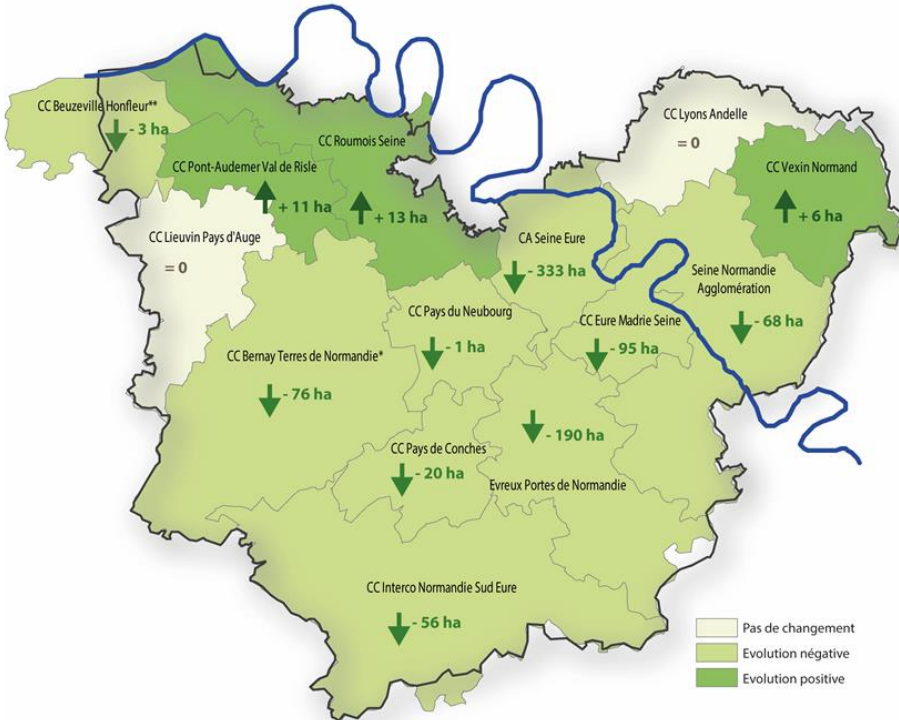 CC Beuzeville Honfleur**
- 3 ha
CC Roumois Seine
+ 13 ha
CC Pont-Audemer Val de Risle
+ 11 ha
CC Lyons Andelle
= 0
CC Vexin Normand
+ 6 ha
CC Lieuvin Pays d'Auge
= 0
CA Seine Eure
- 333 ha
Seine Normandie
Agglomération
- 68 ha
CC Pays du Neubourg
- 1 ha
CC Eure Madrie Seine
- 95 ha
CC Bernay Terres de Normandie*
- 76 ha
- 190 ha
Evreux Portes de Normandie
CC Pays de Conches
- 20 ha
CC Interco Normandie Sud Eure
- 56 ha
Pas de changement
Evolution négative
Evolution positive